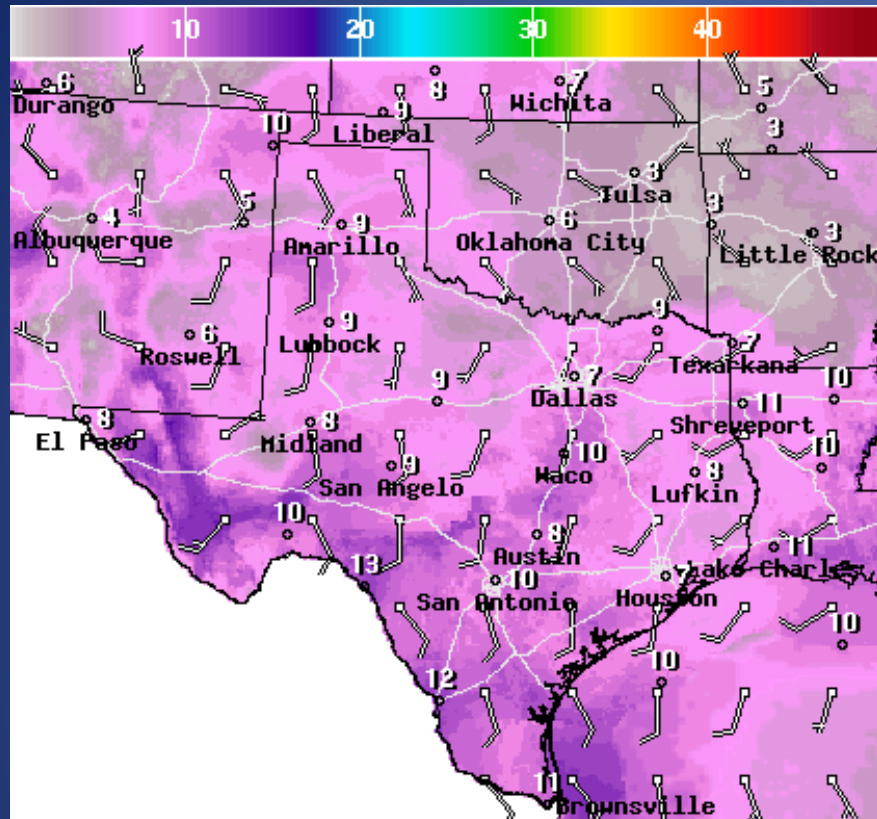 10 20 30 40
6 8 7 5
Durango Wichita
9
Liberal
10 3
3
Tulsa
4 5 9 6 3 3
Albuquerque Amarillo Oklahoma City Little Rock
6 9 9 7
Roswell Lubbock Texarkana
9 7 10
Dallas
8 8 11
El Paso Midland Shreveport
9 10 8 10
San Angelo Waco Lufkin
10 8 11
Austin Lake Charles
13 10 7
San Antonio Houston
10
12 10
11
Brownsville